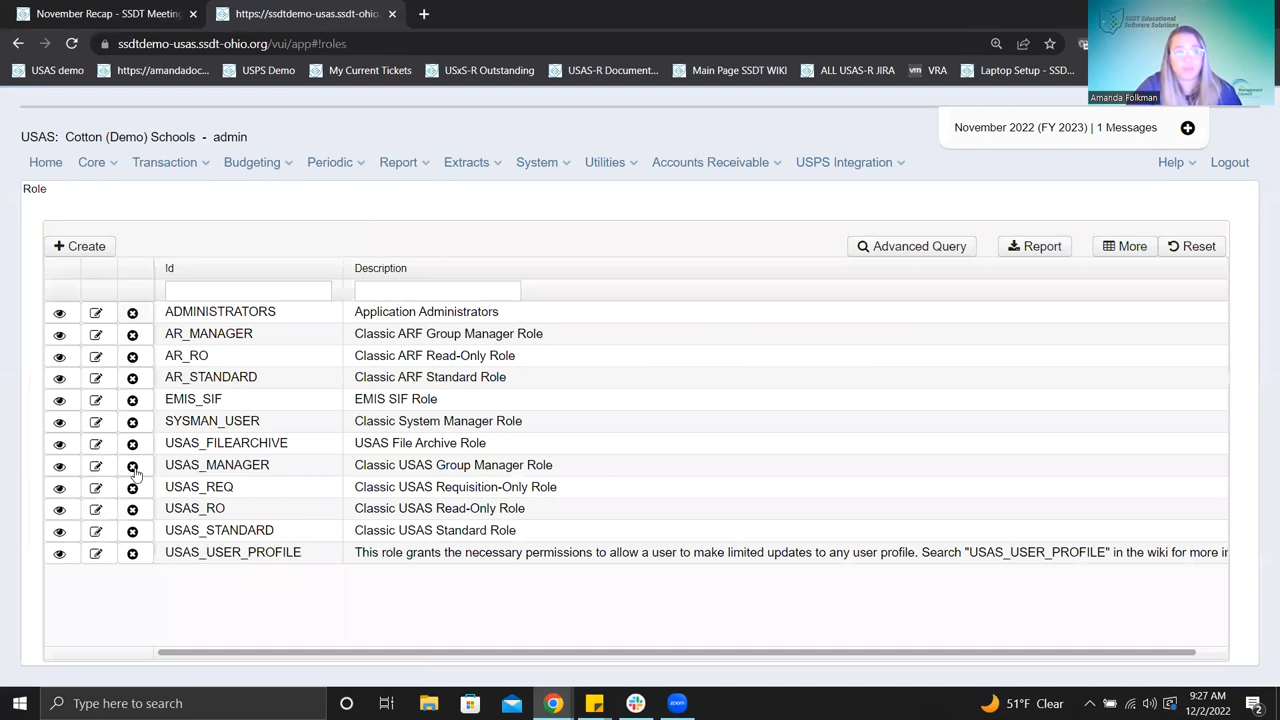 November Recap - SSDT Meeting
https://ssdtdemo-usas.ssdt-ohio.
ssdtdemo-usas.ssdt-ohio.org/vui/app#!roles
USAS demo
https://amandadoc...
USPS Demo
My Current Tickets
USxS-R Outstanding
USAS-R Document...
Main Page SSDT WIKI
ALL USAS-R JIRA
VRA
Laptop Setup - SSD...
SSDT Educational
Software Solutions
Management
Council
Amanda Folkman
USAS: Cotton (Demo) Schools - admin
November 2022 (FY 2023) | 1 Messages
Home Core Transaction Budgeting Periodic Report Extracts System Utilities Accounts Receivable USPS Integration Help Logout
Role
Create Advanced Query Report More Reset
Id Description
ADMINISTRATORS Application Administrators
AR_MANAGER Classic ARF Group Manager Role
AR_RO Classic ARF Read-Only Role
AR_STANDARD Classic ARF Standard Role
EMIS_SIF EMIS SIF Role
SYSMAN_USER Classic System Manager Role
USAS_FILEARCHIVE USAS File Archive Role
USAS_MANAGER Classic USAS Group Manager Role
USAS_REQ Classic USAS Requisition-Only Role
USAS_RO Classic USAS Read-Only Role
USAS_STANDARD Classic USAS Standard Role
USAS_USER_PROFILE This role grants the necessary permissions to allow a user to make limited updates to any user profile. Search "USAS_USER_PROFILE" in the wiki for more in
Type here to search
zoom
51°F Clear
9:27 AM
12/2/2022
2